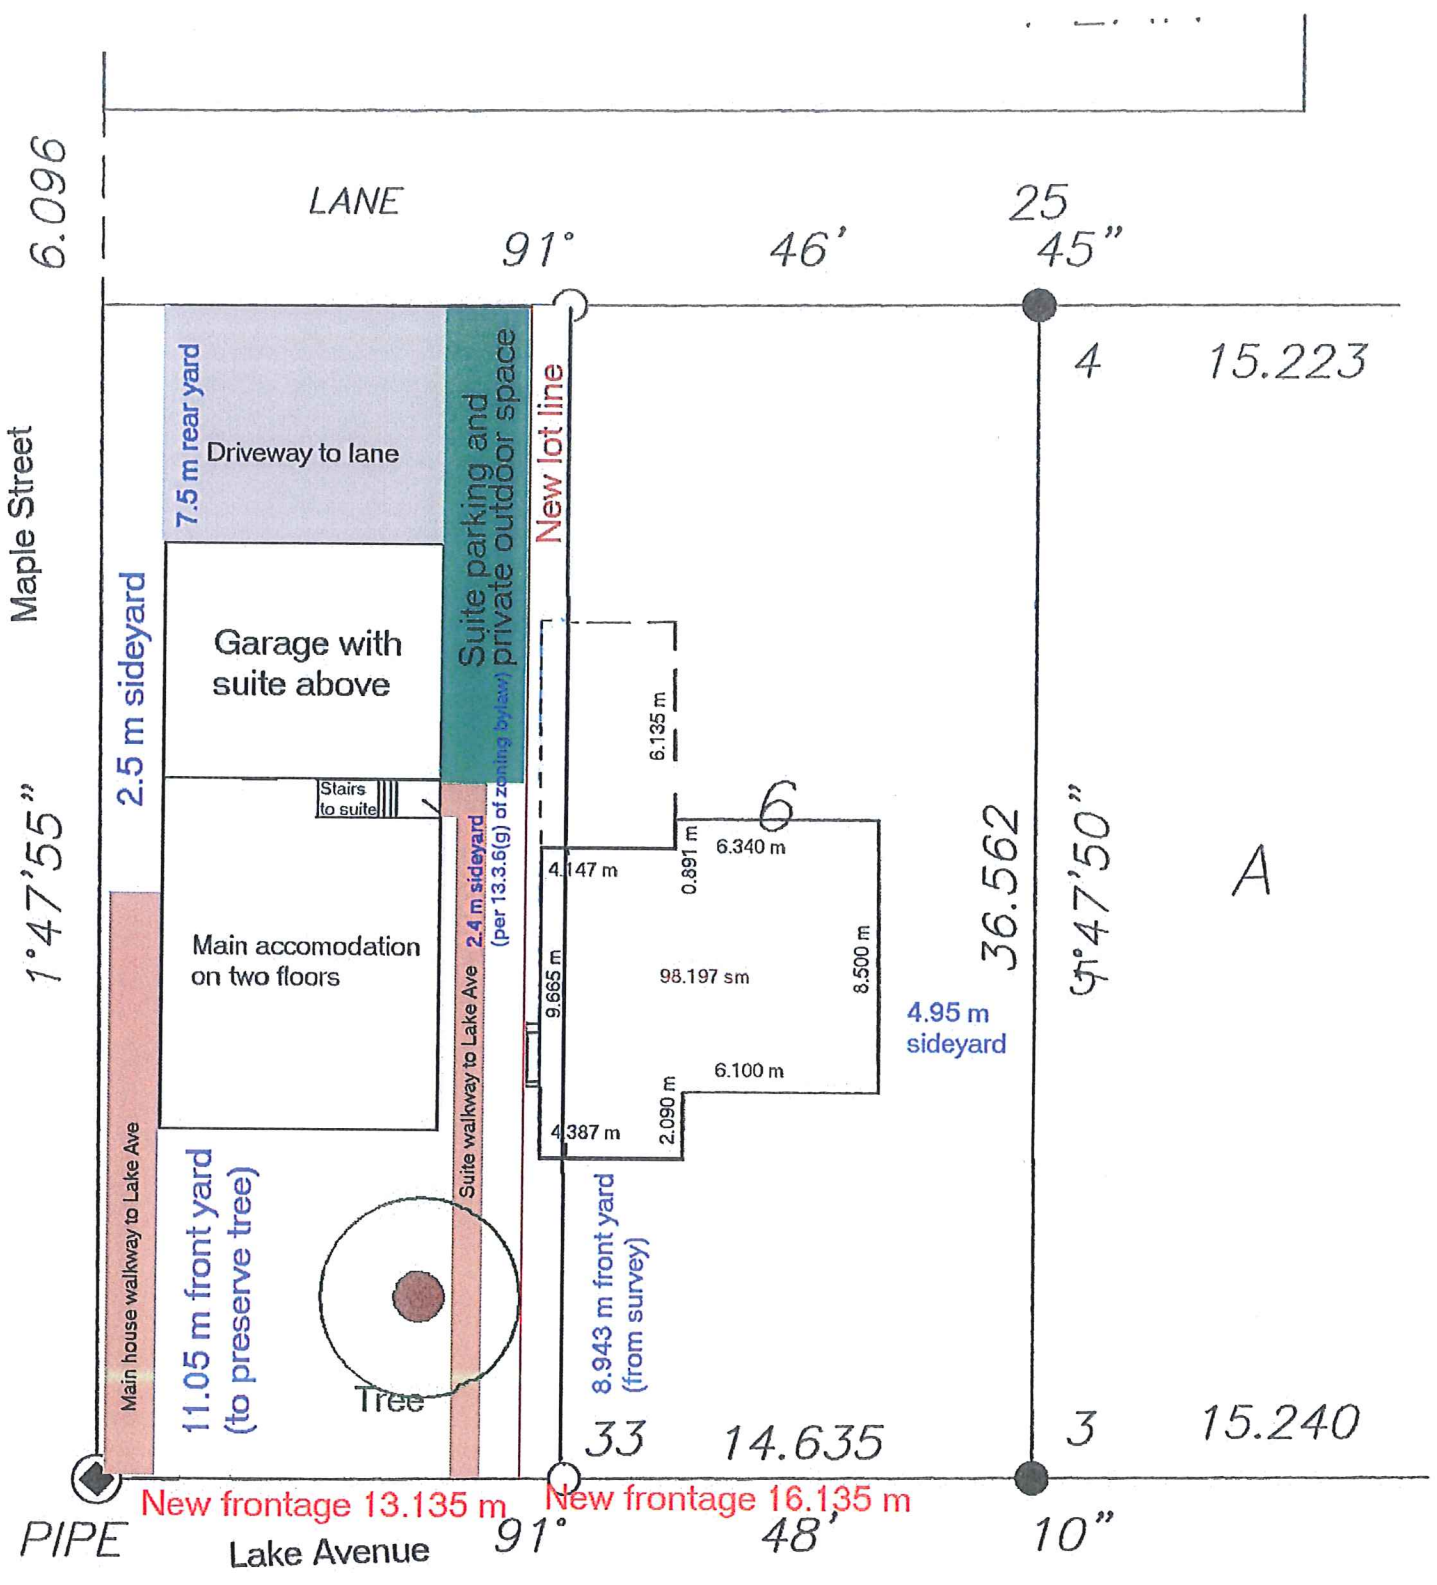 6.096
LANE
25
91° 46' 45"
4 15.223
Maple Street
7.5 m rear yard
Driveway to lane
Suite parking and
private outdoor space
New lot line
2.5 m sideyard
Garage with
suite above
6.135 m
Stairs
to suite
2.4 m sideyard
(per 13.3.6(g) of zoning bylaw)
6
4.147 m
0.891 m
6.340 m
1°47'55"
36.562
47'50"
A
Main accomodation
on two floors
9.665 m
98.197 sm
8.500 m
4.95 m
sideyard
Suite walkway to Lake Ave
6.100 m
2.090 m
4.387 m
Main house walkway to Lake Ave
11.05 m front yard
(to preserve tree)
Tree
8.943 m front yard
(from survey)
33 14.635 3 15.240
New frontage 13.135 m
New frontage 16.135 m
PIPE
Lake Avenue
91° 48' 10"